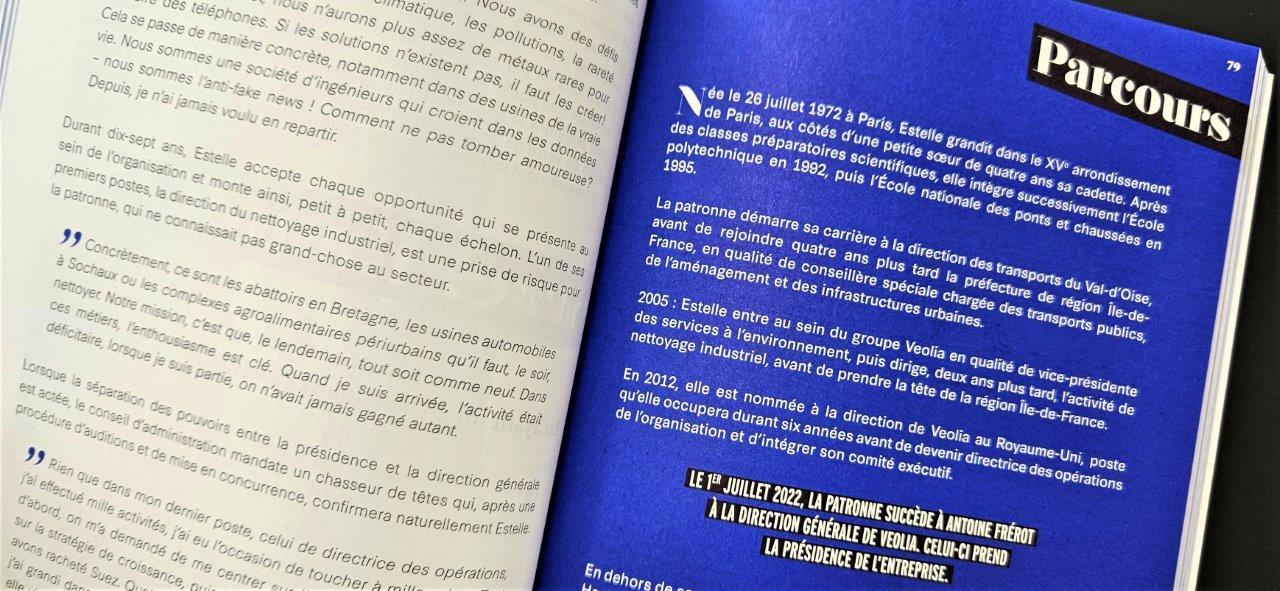 Nous avons des défis
climatique, les pollutions, la rareté
des téléphones. Si les solutions n'existent pas, il faut les créer!
nous n'aurons plus assez de métaux rares pour
Cela se passe de manière concrète, notamment dans des usines de la vraie
vie. Nous sommes une société d'ingénieurs qui croient dans les données
- nous sommes l'anti-fake news ! Comment ne pas tomber amoureuse?
Depuis, je n'ai jamais voulu en repartir.
Durant dix-sept ans, Estelle accepte chaque opportunité qui se présente au
sein de l'organisation et monte ainsi, petit à petit, chaque échelon. L'un de ses
premiers postes, la direction du nettoyage industriel, est une prise de risque pour
la patronne, qui ne connaissait pas grand-chose au secteur.
” Concrètement, ce sont les abattoirs en Bretagne, les usines automobiles
à Sochaux ou les complexes agroalimentaires périurbains qu'il faut, le soir,
nettoyer. Notre mission, c'est que, le lendemain, tout soit comme neuf. Dans
ces métiers, l'enthousiasme est clé. Quand je suis arrivée, l'activité était
déficitaire, lorsque je suis partie, on n'avait jamais gagné autant.
Lorsque la séparation des pouvoirs entre la présidence et la direction générale
est actée, le conseil d'administration mandate un chasseur de têtes qui, après une
procédure d'auditions et de mise en concurrence, confirmera naturellement Estelle.
” Rien que dans mon dernier poste, celui de directrice des opérations,
j'ai effectué mille activités, j'ai eu l'occasion de toucher à
d'abord, on m'a demandé de me centrer
sur la stratégie de croissance,
avons racheté Suez.
j'ai grandi
79
Parcours
Née le 26 juillet 1972 à Paris, Estelle grandit dans le XVe arrondissement
de Paris, aux côtés d'une petite sœur de quatre ans sa cadette. Après
des classes préparatoires scientifiques, elle intègre successivement l'École
polytechnique en 1992, puis l'École nationale des ponts et chaussées en
1995.
La patronne démarre sa carrière à la direction des transports du Val-d'Oise,
avant de rejoindre quatre ans plus tard la préfecture de région Île-de-
France, en qualité de conseillère spéciale chargée des transports publics,
de l'aménagement et des infrastructures urbaines.
2005 : Estelle entre au sein du groupe Veolia en qualité de vice-présidente
des services à l'environnement, puis dirige, deux ans plus tard, l'activité de
nettoyage industriel, avant de prendre la tête de la région Île-de-France.
En 2012, elle est nommée à la direction de Veolia au Royaume-Uni, poste
qu'elle occupera durant six années avant de devenir directrice des opérations
de l'organisation et d'intégrer son comité exécutif.
LE 1ER JUILLET 2022, LA PATRONNE SUCCÈDE À ANTOINE FRÉROT
À LA DIRECTION GÉNÉRALE DE VEOLIA. CELUI-CI PREND
LA PRÉSIDENCE DE L'ENTREPRISE.
En dehors de